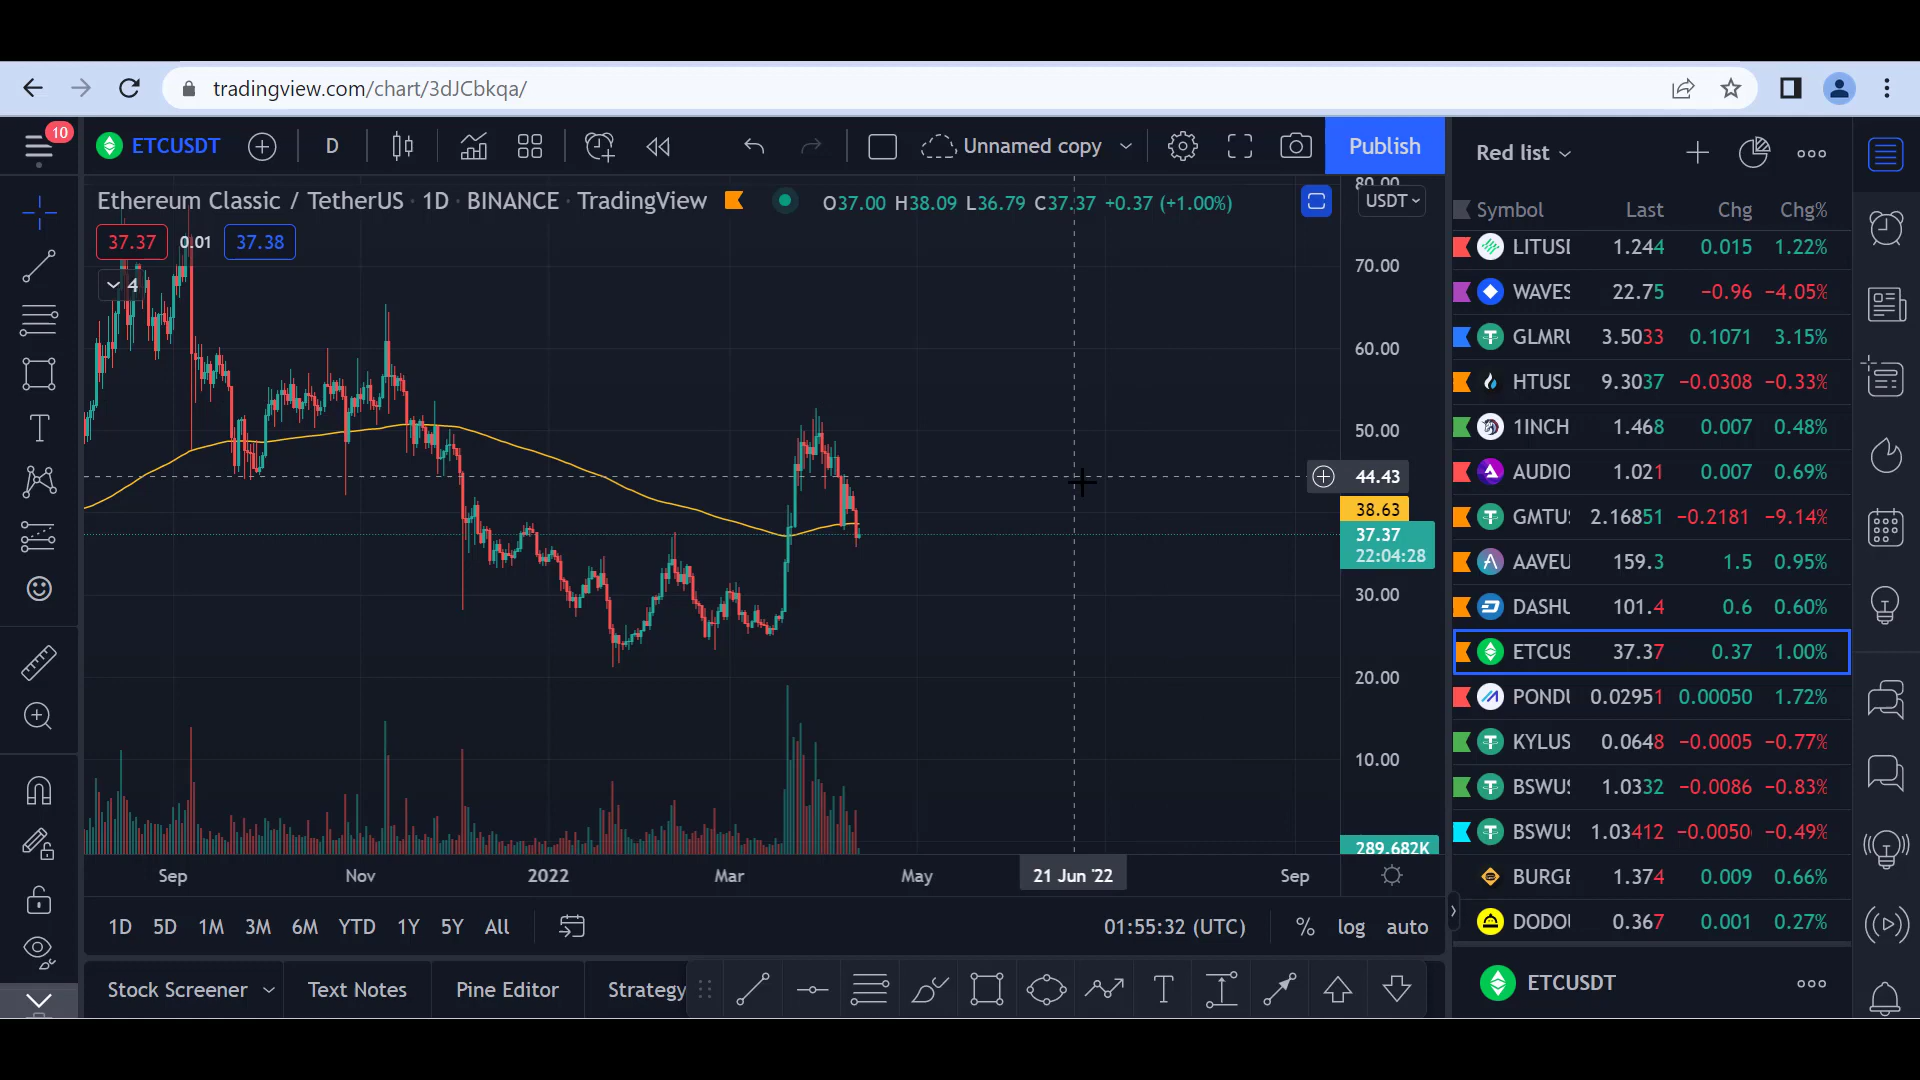 tradingview.com/chart/3dJCbkqa/
10
ETCUSDT
D
Unnamed copy
Publish
Red list
Ethereum Classic / TetherUS · 1D · BINANCE · TradingView
O37.00 H38.09 L36.79 C37.37 +0.37 (+1.00%)
37.37 0.01 37.38
4
80.00
USDT
70.00
60.00
50.00
44.43
38.63
37.37
22:04:28
30.00
20.00
10.00
289.682K
Sep Nov 2022 Mar May 21 Jun '22 Sep
1D 5D 1M 3M 6M YTD 1Y 5Y All
01:55:32 (UTC) % log auto
Stock Screener Text Notes Pine Editor Strategy
T
Symbol Last Chg Chg%
LITUSI 1.244 0.015 1.22%
WAVES 22.75 −0.96 −4.05%
GLMRU 3.5033 0.1071 3.15%
HTUSD 9.3037 −0.0308 −0.33%
1INCH 1.468 0.007 0.48%
AUDIO 1.021 0.007 0.69%
GMTUS 2.16851 −0.2181 −9.14%
AAVEU 159.3 1.5 0.95%
DASHU 101.4 0.6 0.60%
ETCUS 37.37 0.37 1.00%
PONDU 0.02951 0.00050 1.72%
KYLUS 0.0648 −0.0005 −0.77%
BSWUS 1.0332 −0.0086 −0.83%
BSWUS 1.03412 −0.0050 −0.49%
BURGE 1.374 0.009 0.66%
DODOU 0.367 0.001 0.27%
ETCUSDT